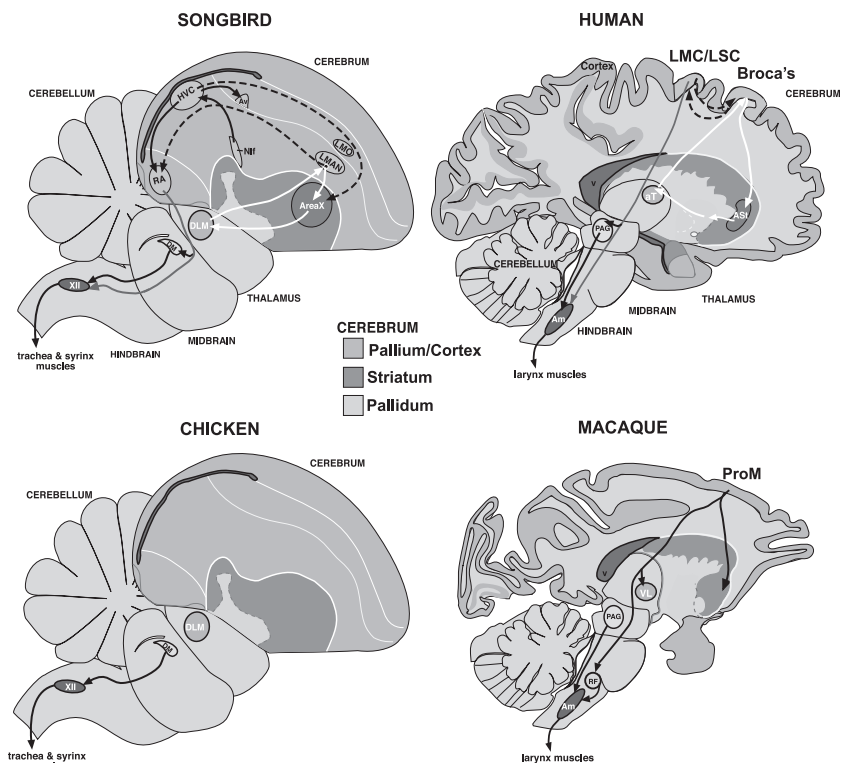 SONGBIRD
CEREBRUM
CEREBELLUM
HVC
Av
NIf
LMO
LMAN
RA
AreaX
DLM
DM
XII
THALAMUS
MIDBRAIN
HINDBRAIN
trachea & syrinx
muscles
HUMAN
LMC/LSC
Cortex
Broca's
CEREBRUM
v
aT
ASt
PAG
CEREBELLUM
THALAMUS
MIDBRAIN
Am
HINDBRAIN
larynx muscles
CEREBRUM
Pallium/Cortex
Striatum
Pallidum
CHICKEN
CEREBRUM
CEREBELLUM
DLM
DM
XII
trachea & syrinx
MACAQUE
ProM
v
VL
PAG
RF
Am
larynx muscles